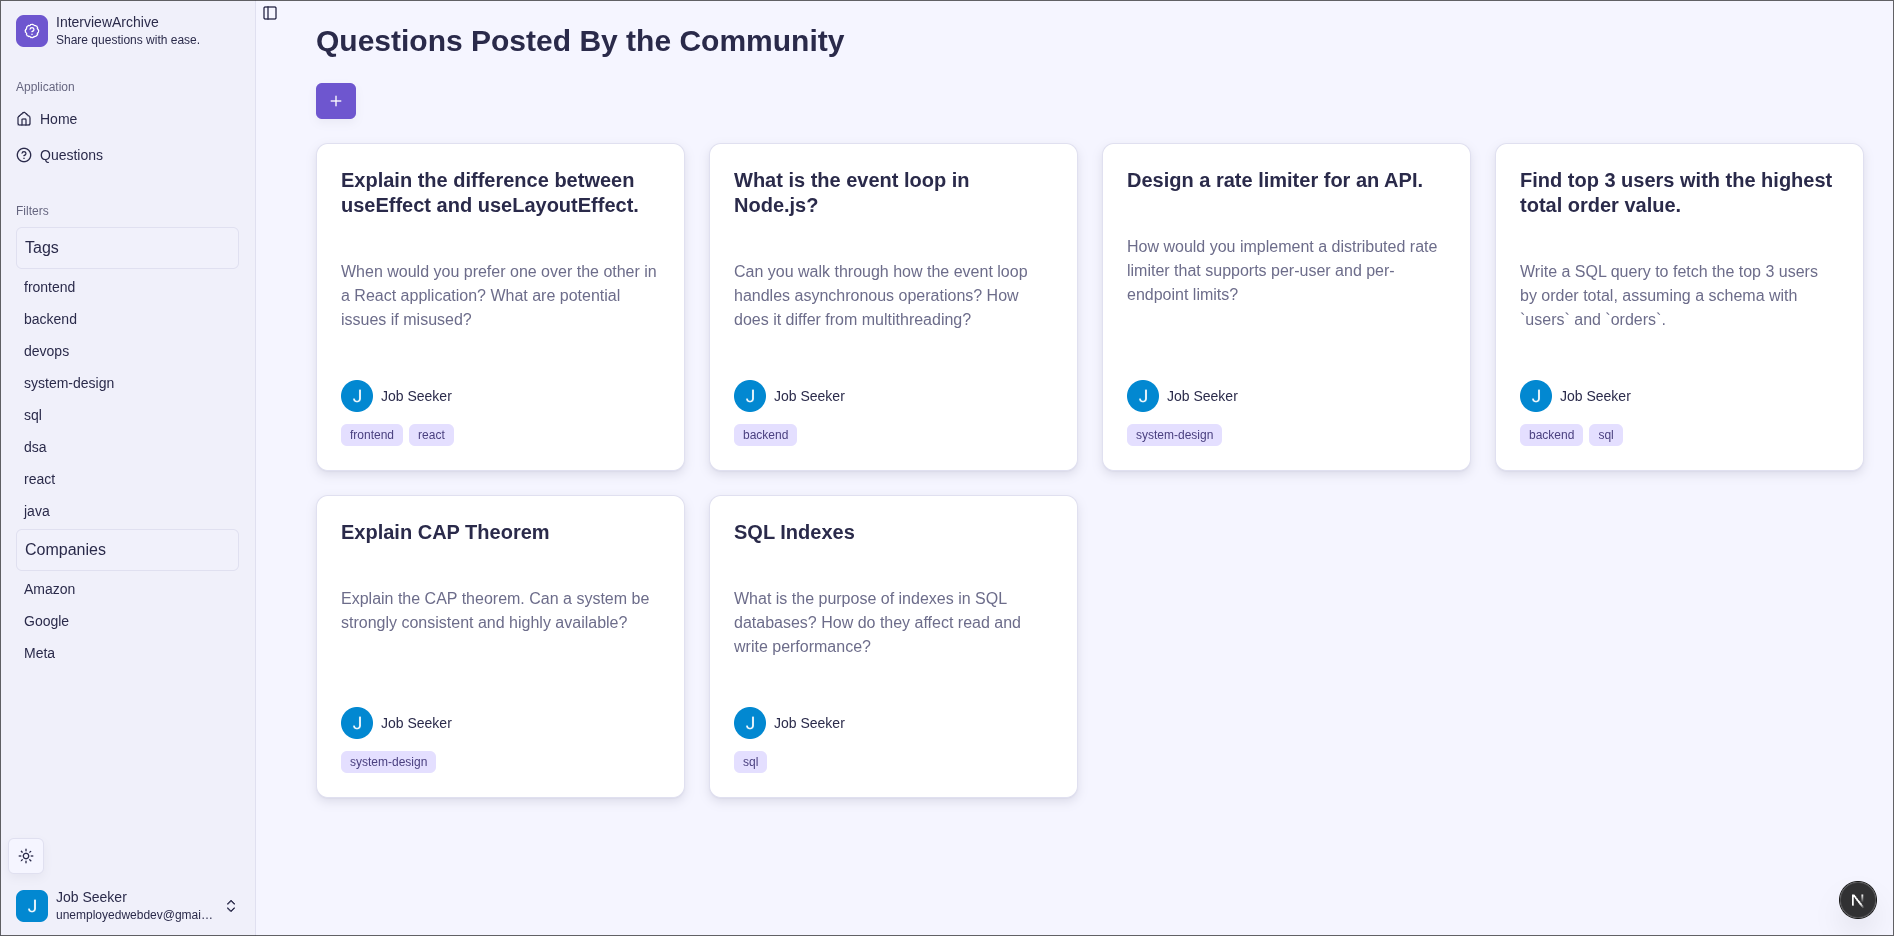 InterviewArchive
Share questions with ease.
Application
Home
Questions
Filters
Tags
frontend
backend
devops
system-design
sql
dsa
react
java
Companies
Amazon
Google
Meta
J
Job Seeker
unemployedwebdev@gmai...
Questions Posted By the Community
+
Explain the difference between
useEffect and useLayoutEffect.
When would you prefer one over the other in
a React application? What are potential
issues if misused?
J Job Seeker
frontend react
What is the event loop in
Node.js?
Can you walk through how the event loop
handles asynchronous operations? How
does it differ from multithreading?
J Job Seeker
backend
Design a rate limiter for an API.
How would you implement a distributed rate
limiter that supports per-user and per-
endpoint limits?
J Job Seeker
system-design
Find top 3 users with the highest
total order value.
Write a SQL query to fetch the top 3 users
by order total, assuming a schema with
`users` and `orders`.
J Job Seeker
backend sql
Explain CAP Theorem
Explain the CAP theorem. Can a system be
strongly consistent and highly available?
J Job Seeker
system-design
SQL Indexes
What is the purpose of indexes in SQL
databases? How do they affect read and
write performance?
J Job Seeker
sql
N